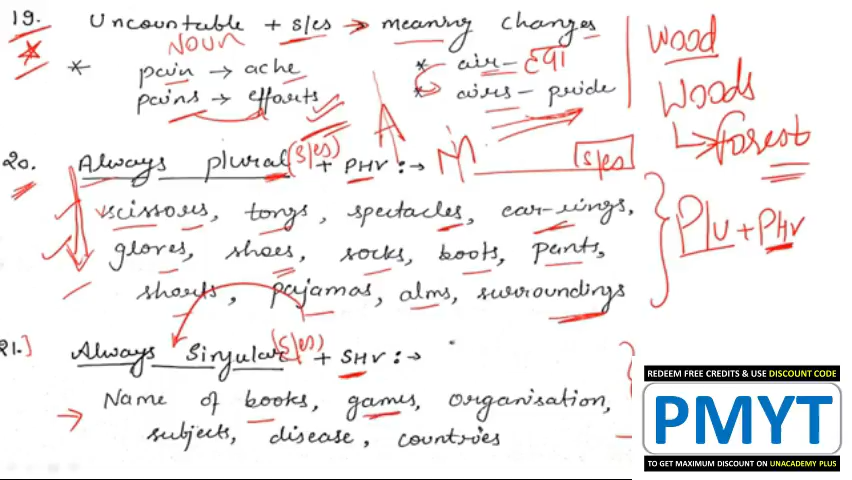 19. Uncountable + s/es → meaning changes
NOUN
* pain → ache
pains → efforts
* air - हवा
* airs - pride
wood
Woods
↳ forest
20. Always plural (s/es) + PHV :→ s/es
scissores, tongs, spectacles, ear-rings,
gloves, shoes, socks, boots, pants,
shorts, pajamas, alms, surroundings
Plu + PHV
21.] Always Singular (s/es) + SHV :→
Name of books, games, organisation,
subjects, disease, countries
REDEEM FREE CREDITS & USE DISCOUNT CODE
PMYT
TO GET MAXIMUM DISCOUNT ON UNACADEMY PLUS